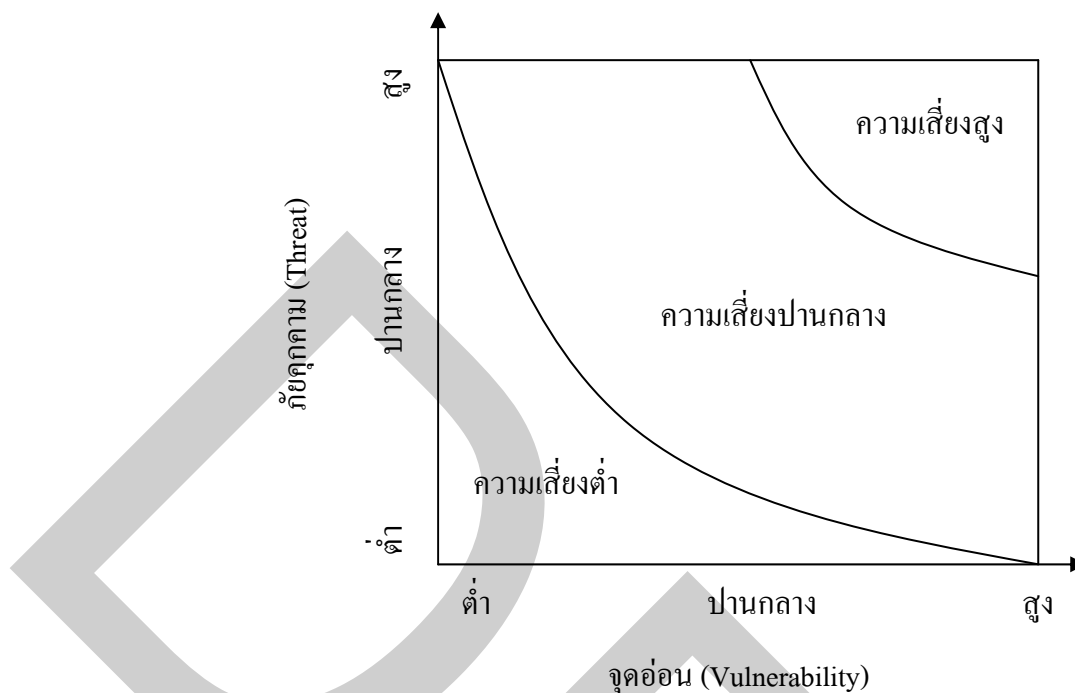 สูง
ความเสี่ยงสูง
ภัยคุกคาม (Threat)
ปานกลาง
ความเสี่ยงปานกลาง
ความเสี่ยงต่ำ
ต่ำ
ต่ำ ปานกลาง สูง
จุดอ่อน (Vulnerability)